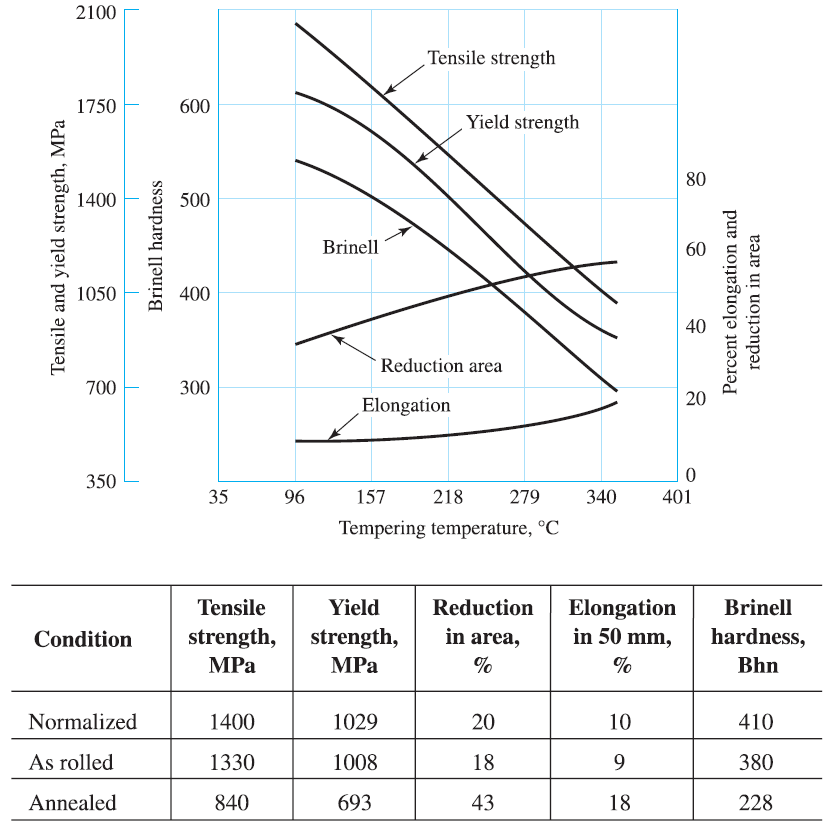 2100
1750
1400
1050
700
350
Tensile and yield strength, MPa
600
500
400
300
Brinell hardness
Tensile strength
Yield strength
Brinell
Reduction area
Elongation
80
60
40
20
0
Percent elongation and
reduction in area
35 96 157 218 279 340 401
Tempering temperature, °C
Condition Tensile strength, MPa Yield strength, MPa Reduction in area, % Elongation in 50 mm, % Brinell hardness, Bhn
Normalized 1400 1029 20 10 410
As rolled 1330 1008 18 9 380
Annealed 840 693 43 18 228